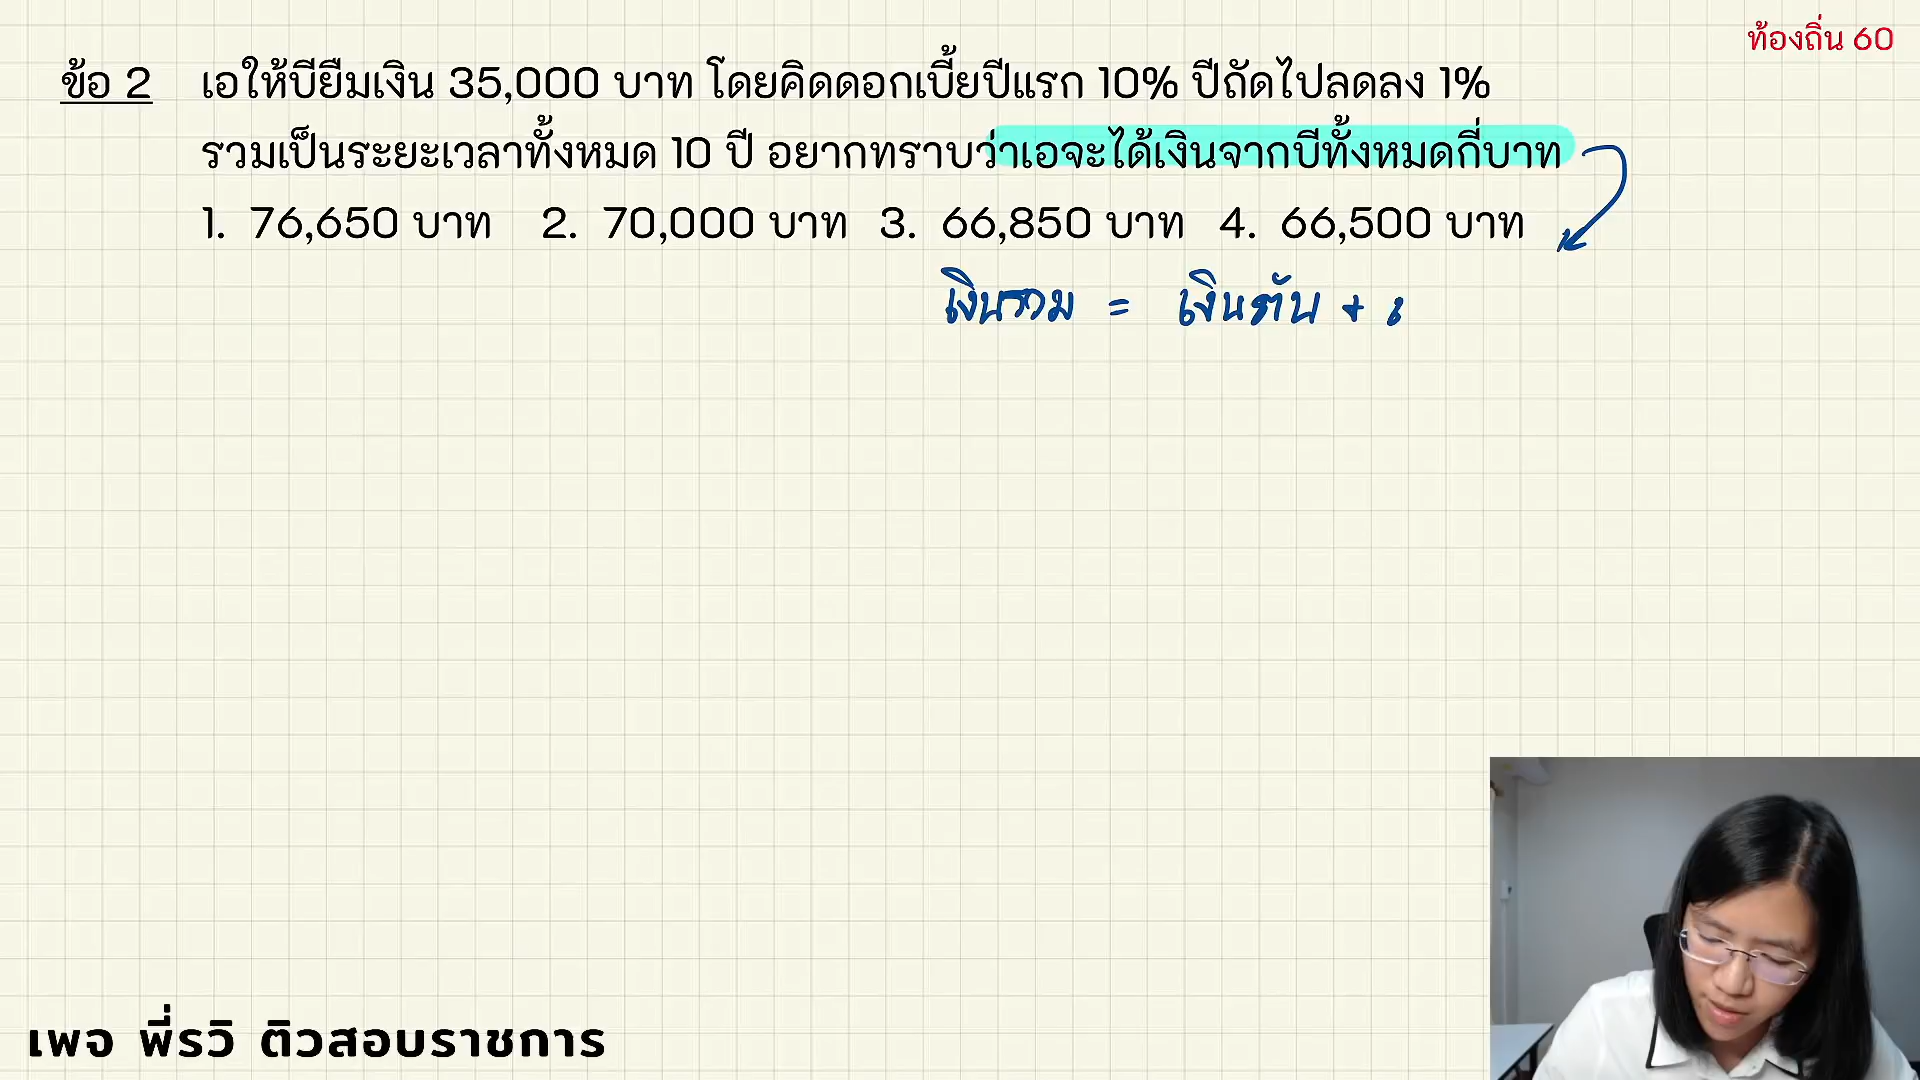 ท้องถิ่น 60
ข้อ 2 เอให้บียืมเงิน 35,000 บาท โดยคิดดอกเบี้ยปีแรก 10% ปีถัดไปลดลง 1%
รวมเป็นระยะเวลาทั้งหมด 10 ปี อยากทราบว่าเอจะได้เงินจากบีทั้งหมดกี่บาท
1. 76,650 บาท 2. 70,000 บาท 3. 66,850 บาท 4. 66,500 บาท
เงินรวม = เงินต้น +
เพจ พี่รวิ ติวสอบราชการ